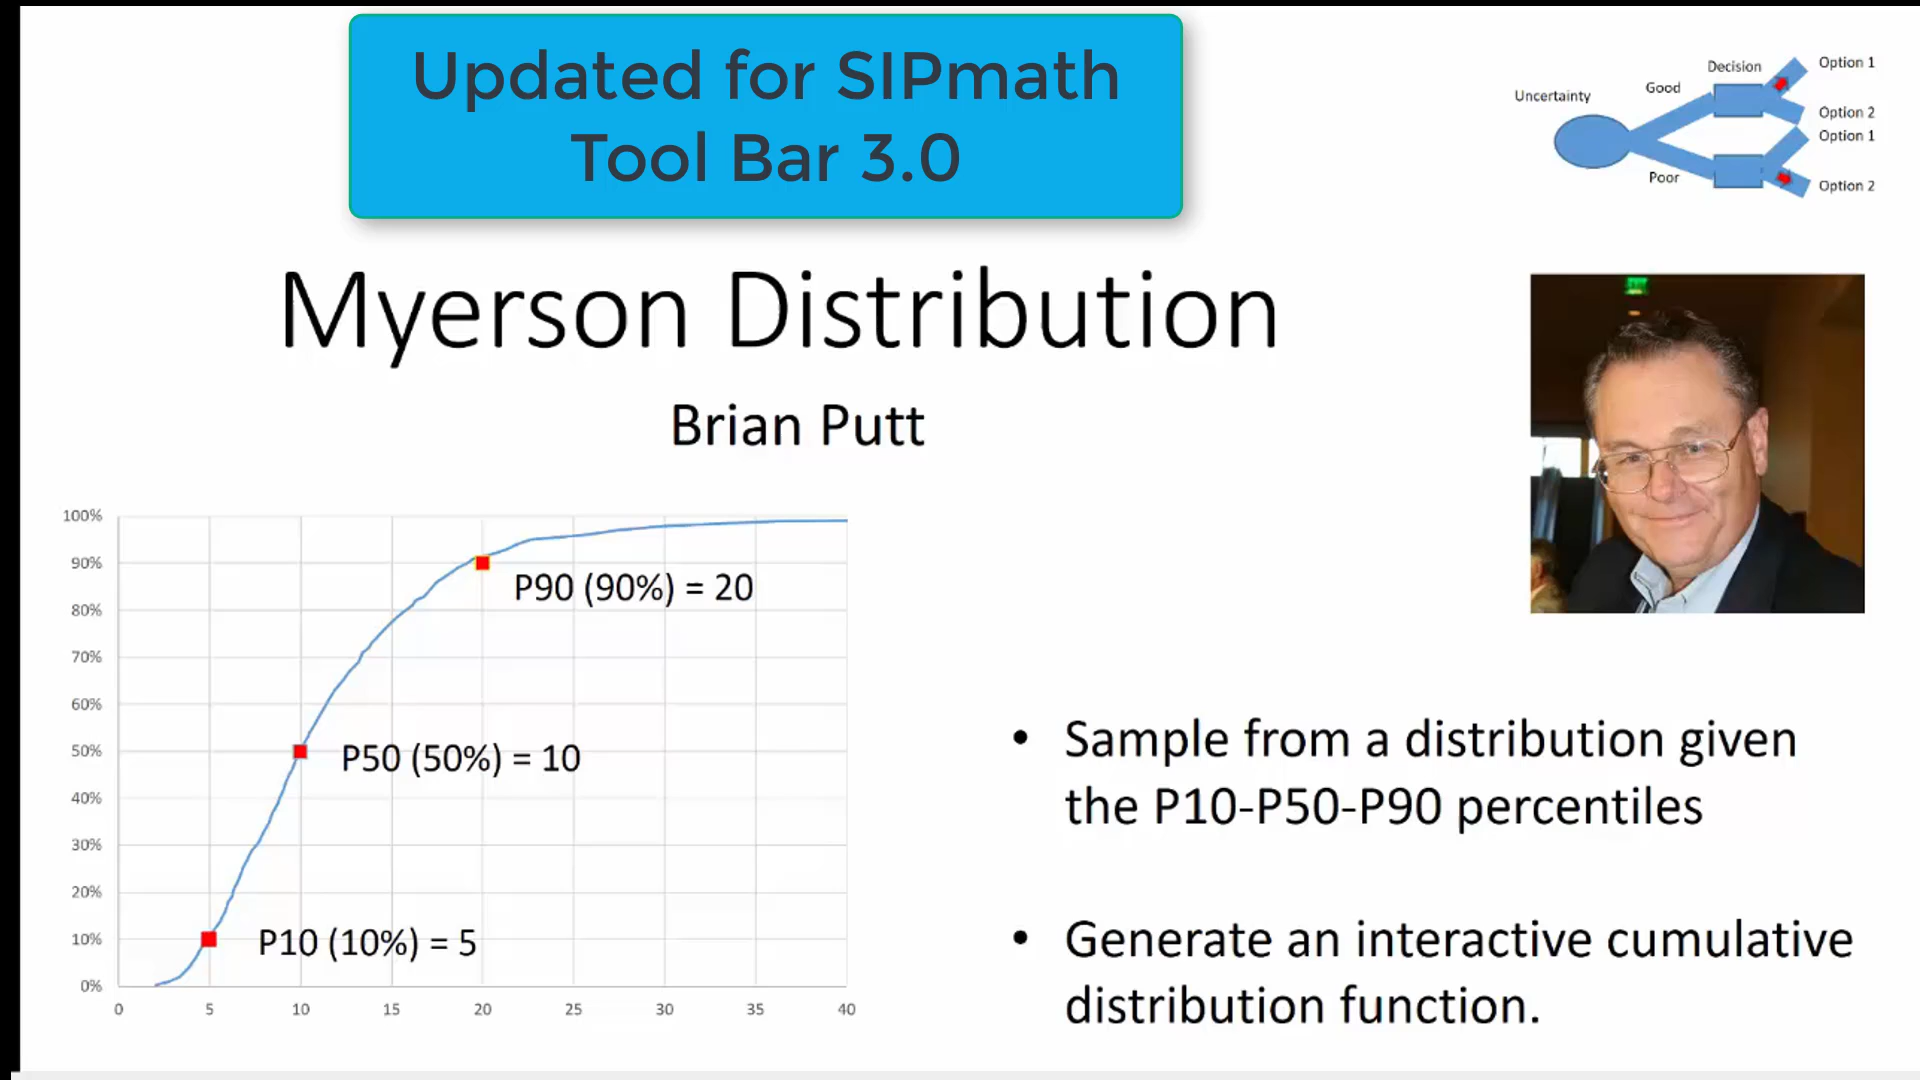 Updated for SIPmath
Tool Bar 3.0
Uncertainty
Good
Poor
Decision
Option 1
Option 2
Option 1
Option 2
Myerson Distribution
Brian Putt
100%
90%
80%
70%
60%
50%
40%
30%
20%
10%
0%
P90 (90%) = 20
P50 (50%) = 10
P10 (10%) = 5
0 5 10 15 20 25 30 35 40
• Sample from a distribution given
the P10-P50-P90 percentiles
• Generate an interactive cumulative
distribution function.